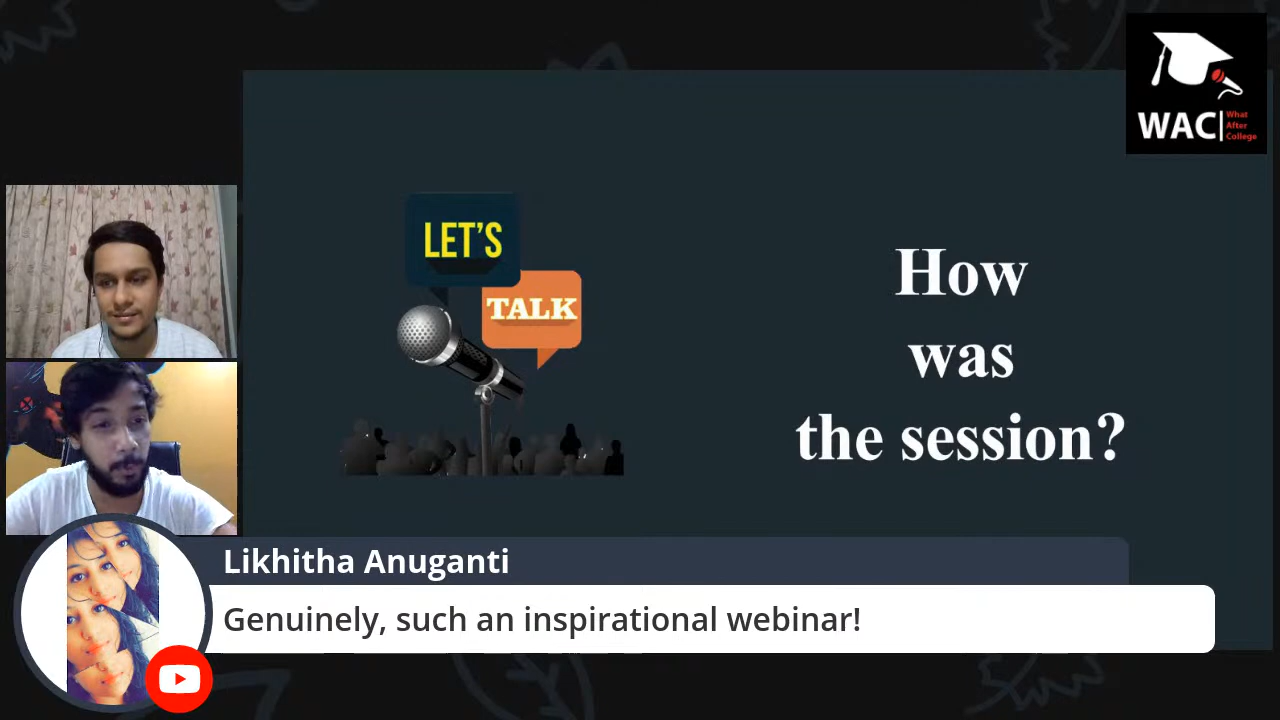 WAC|
What
After
College
LET'S
TALK
How
was
the session?
Likhitha Anuganti
Genuinely, such an inspirational webinar!